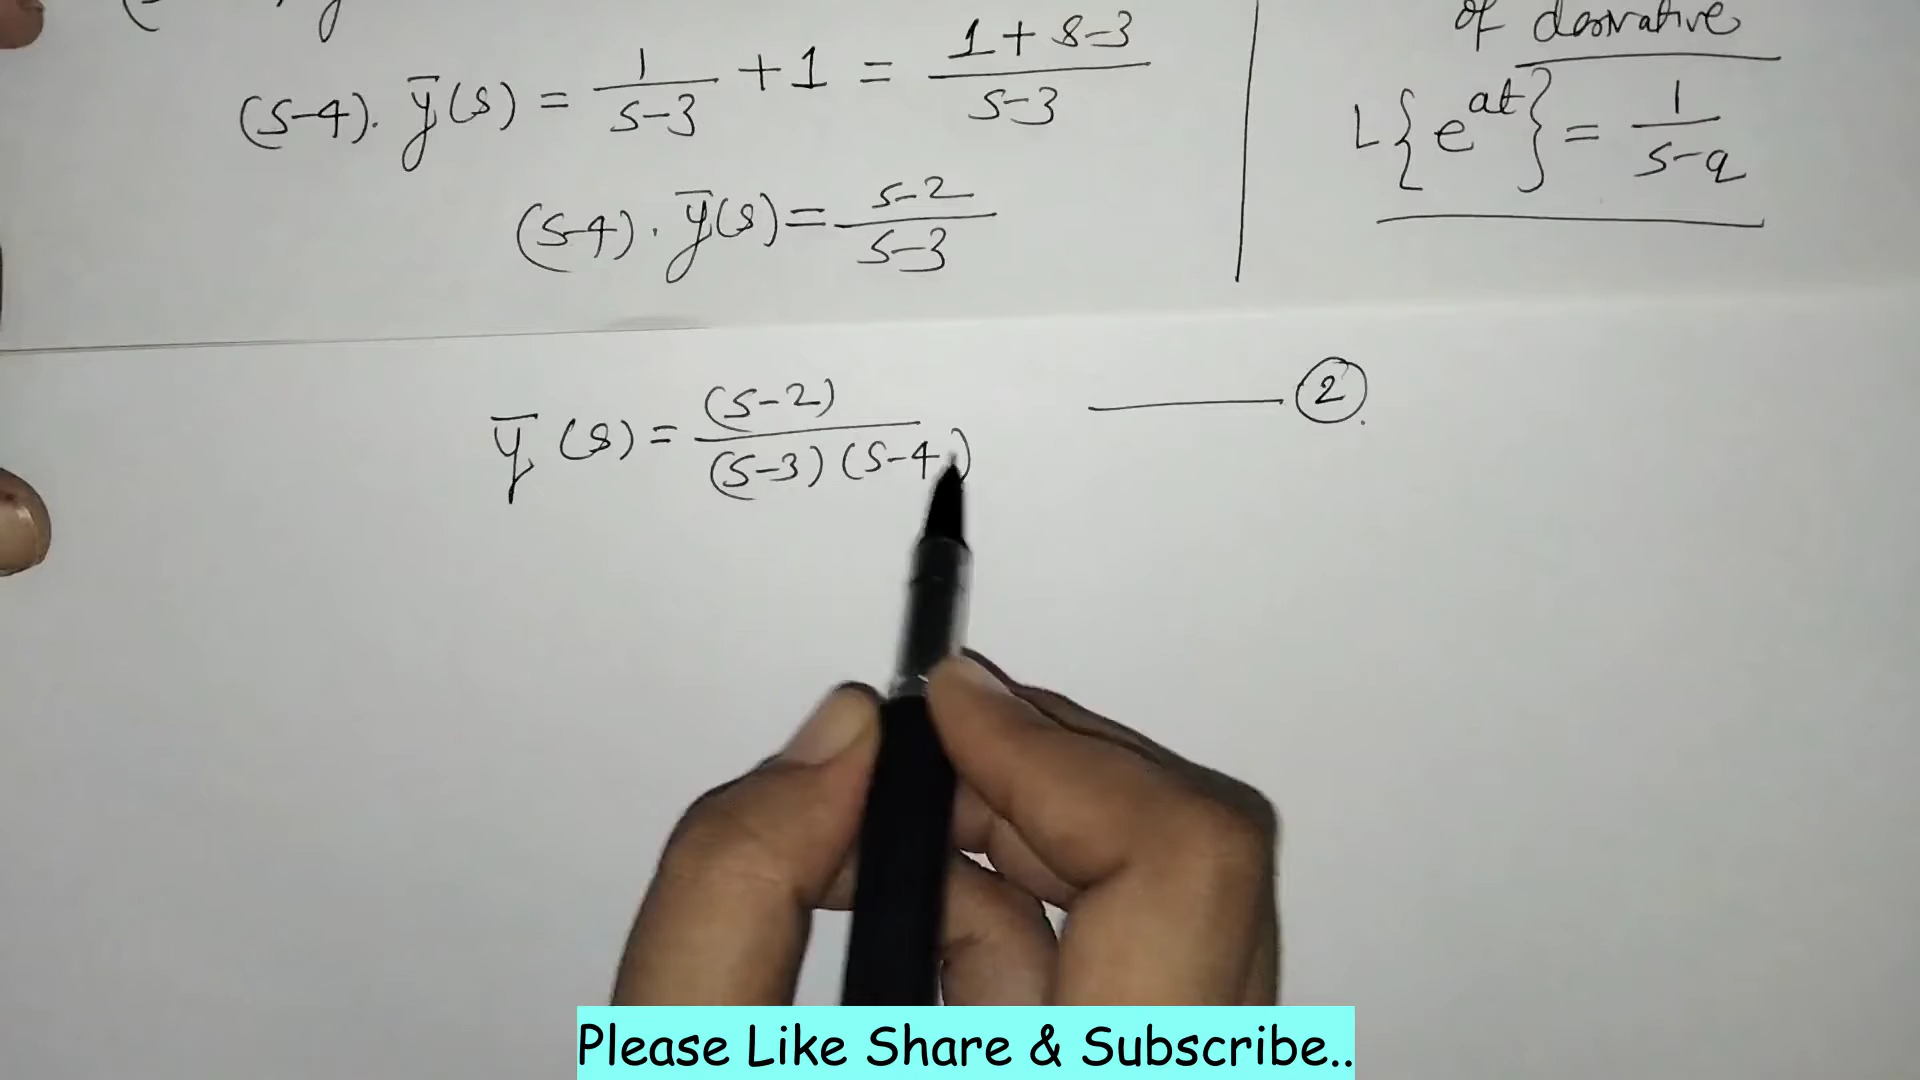 (s-4). ȳ(s) = 1/(s-3) + 1 = (1+s-3)/(s-3)
(s-4). ȳ(s) = (s-2)/(s-3)
of derivative
L{e^at} = 1/(s-a)
ȳ(s) = (s-2)/((s-3)(s-4)) ——— ②.
Please Like Share & Subscribe..